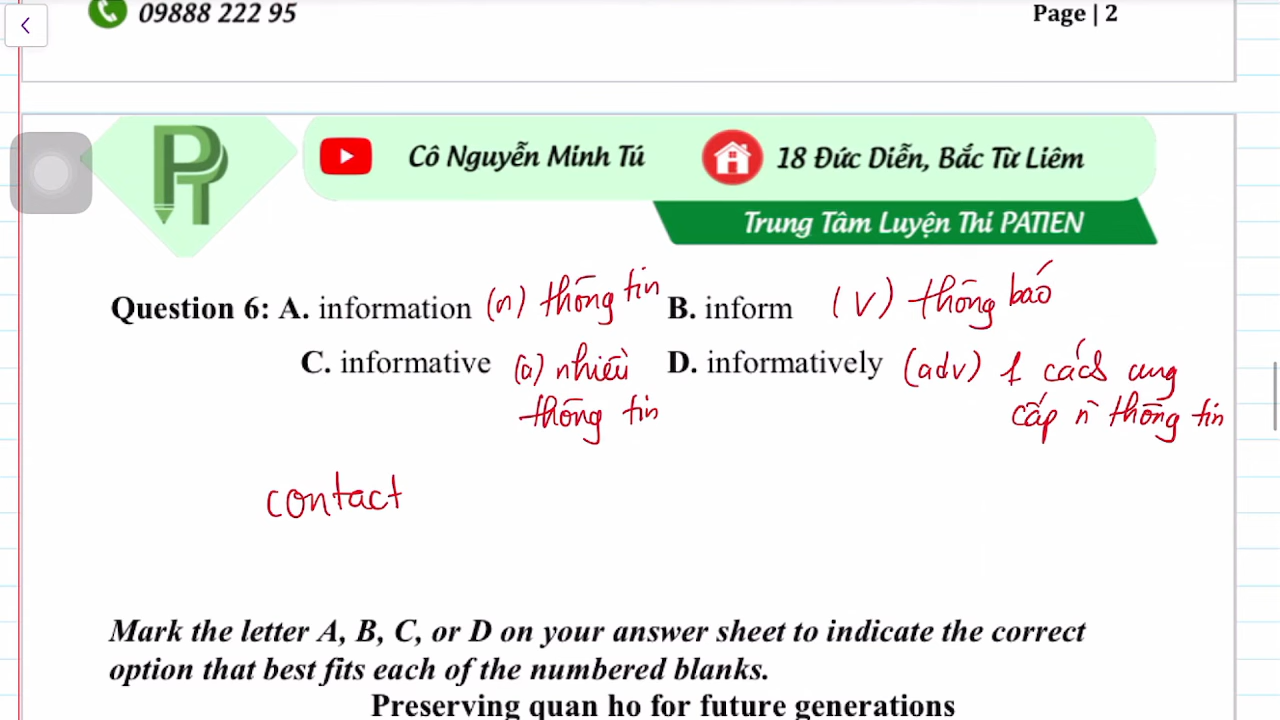 09888 222 95 Page | 2
PT
Cô Nguyễn Minh Tú 18 Đức Diễn, Bắc Từ Liêm
Trung Tâm Luyện Thi PATIEN
Question 6: A. information (n) thông tin B. inform (v) thông báo
C. informative (a) nhiều D. informatively (adv) 1 cách cung
thông tin cấp n` thông tin
contact
Mark the letter A, B, C, or D on your answer sheet to indicate the correct
option that best fits each of the numbered blanks.
Preserving quan ho for future generations